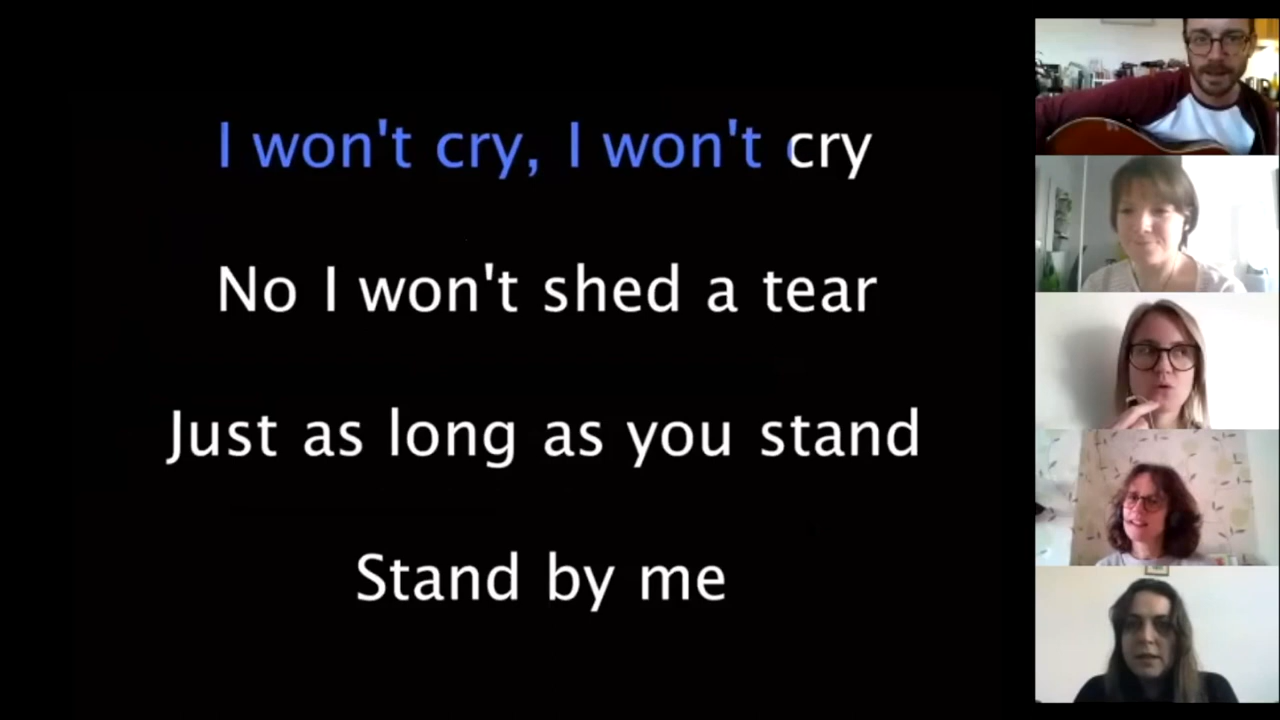 I won't cry, I won't cry
No I won't shed a tear
Just as long as you stand
Stand by me